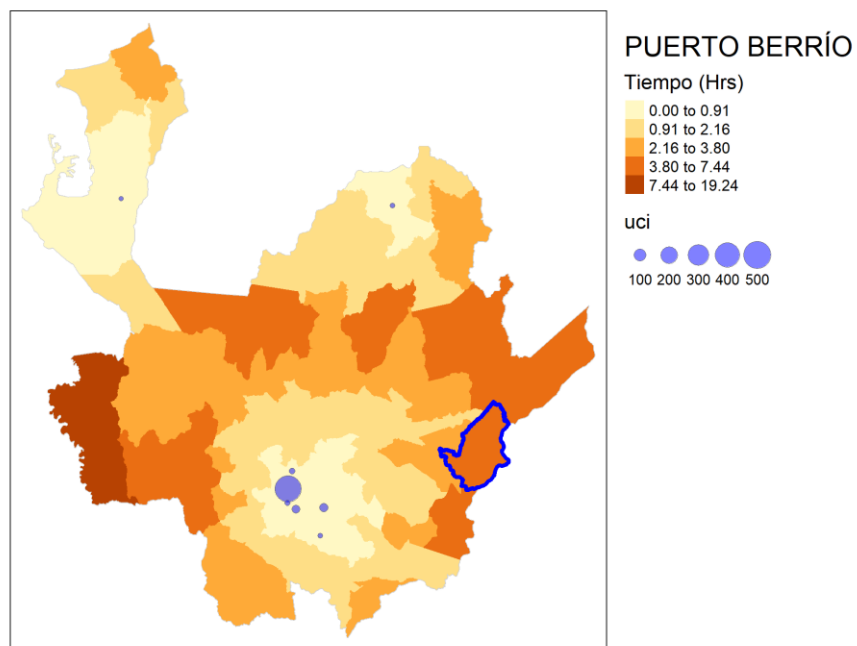 PUERTO BERRÍO
Tiempo (Hrs)
0.00 to 0.91
0.91 to 2.16
2.16 to 3.80
3.80 to 7.44
7.44 to 19.24
uci
100 200 300 400 500